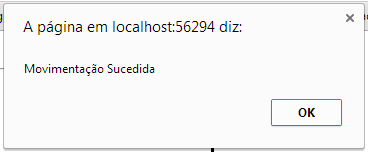 A página em localhost:56294 diz:
Movimentação Sucedida
OK